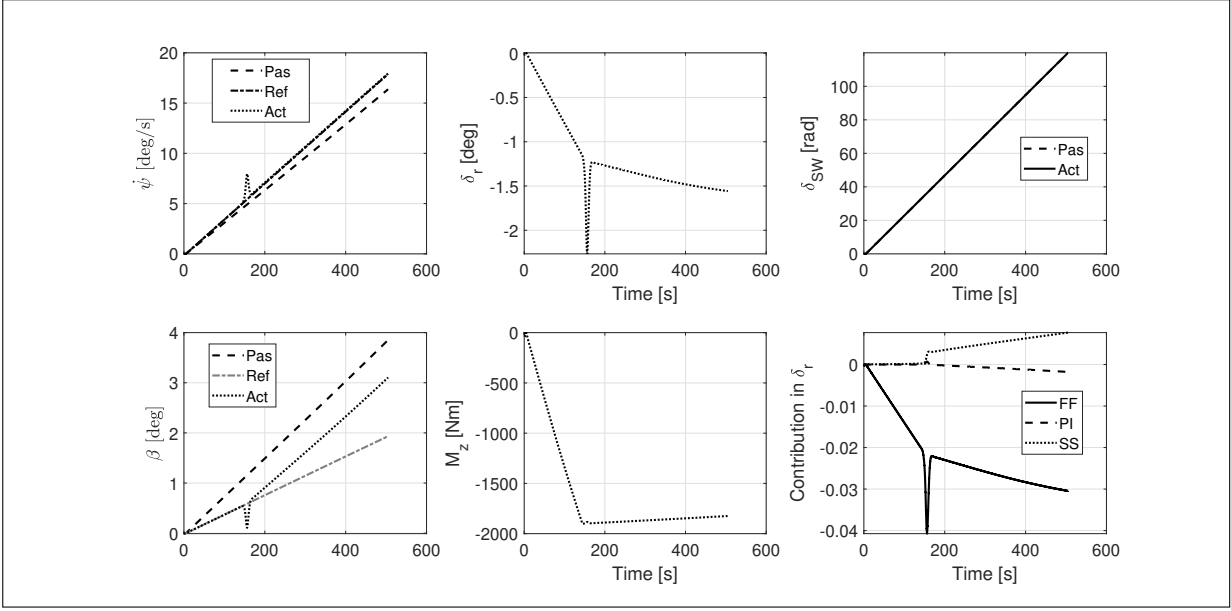 20
15
10
5
0
0 200 400 600
ψ̇ [deg/s]
Pas
Ref
Act
0
-0.5
-1
-1.5
-2
0 200 400 600
δr [deg]
Time [s]
100
80
60
40
20
0
0 200 400 600
δSW [rad]
Time [s]
Pas
Act
4
3
2
1
0
0 200 400 600
β [deg]
Pas
Ref
Act
0
-500
-1000
-1500
-2000
0 200 400 600
Mz [Nm]
Time [s]
0
-0.01
-0.02
-0.03
-0.04
0 200 400 600
Contribution in δr
Time [s]
FF
PI
SS